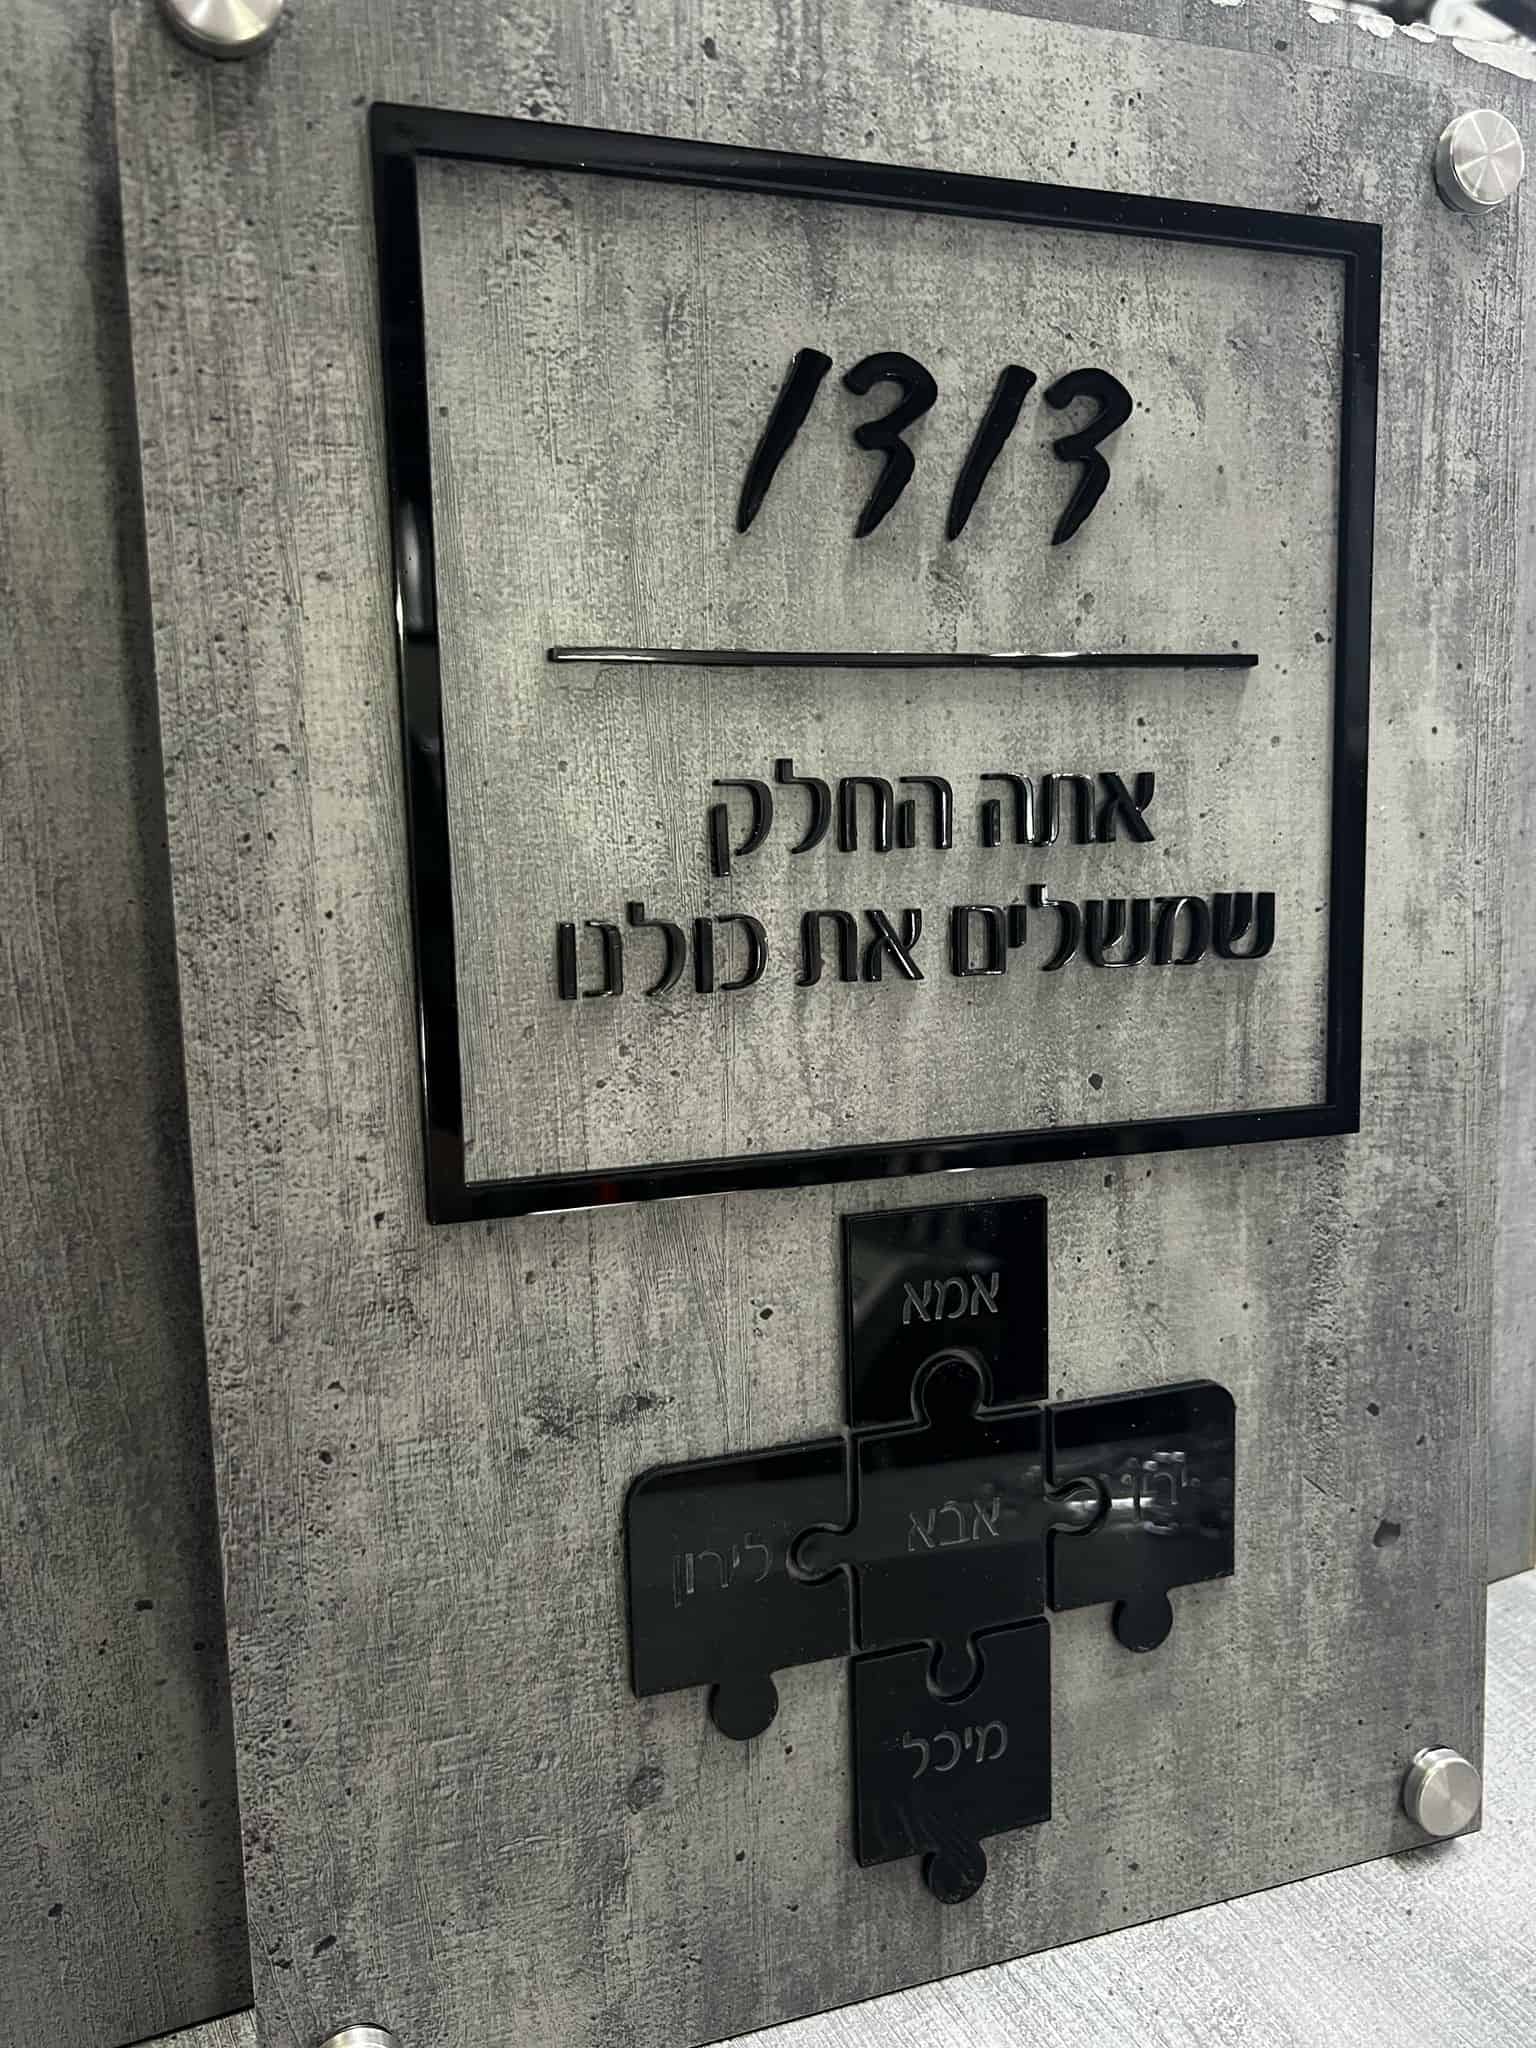 דודו
אתה החלק
שמשלים את כולנו
אמא
לירון
אבא
מיכל